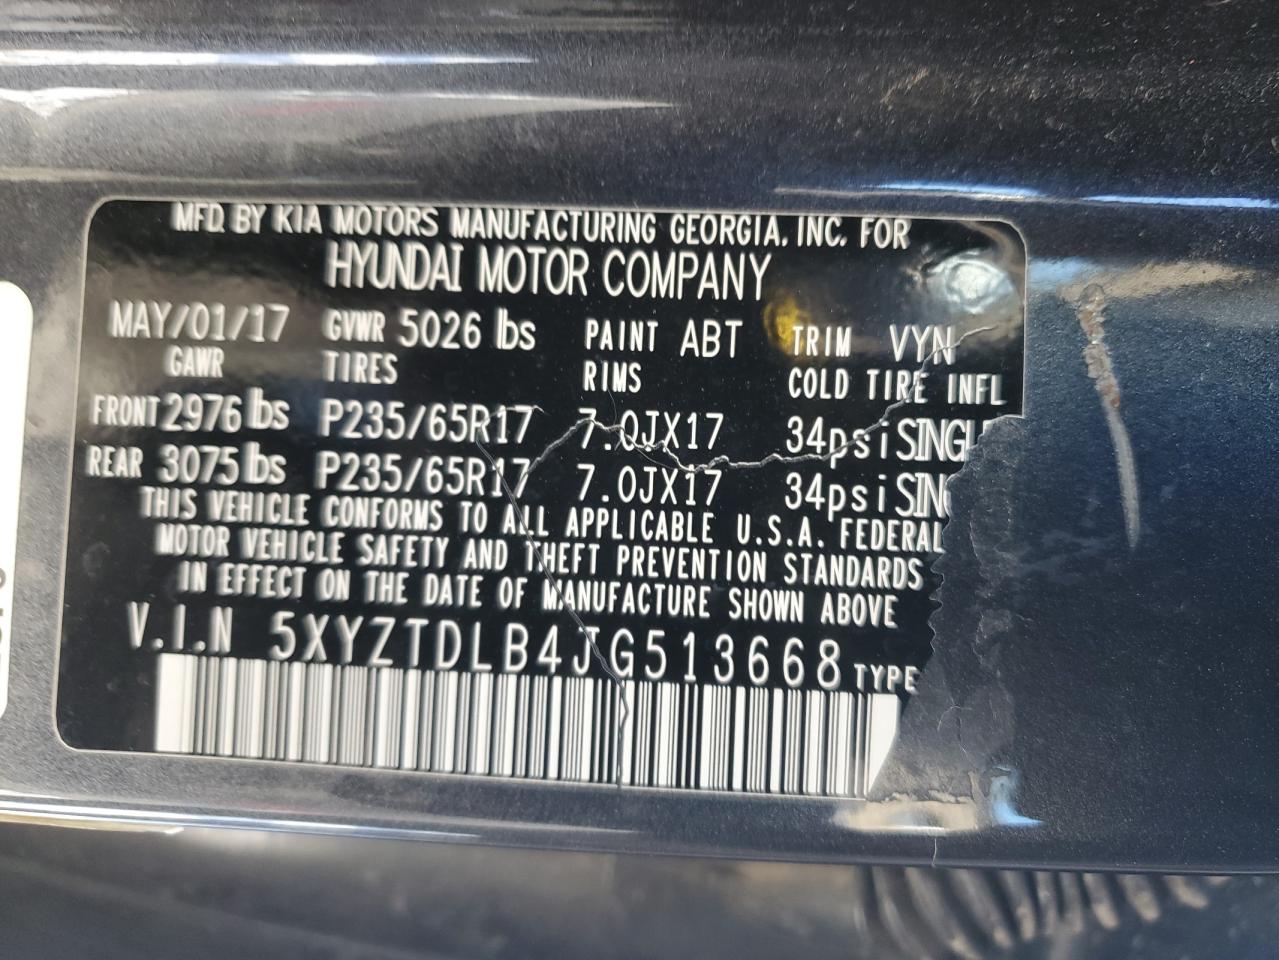 MFD. BY KIA MOTORS MANUFACTURING GEORGIA, INC. FOR
HYUNDAI MOTOR COMPANY
MAY/01/17 GVWR 5026 lbs PAINT ABT TRIM VYN
GAWR TIRES RIMS COLD TIRE INFL
FRONT 2976 lbs P235/65R17 7.0JX17 34psi SINGLE
REAR 3075 lbs P235/65R17 7.0JX17 34psi
THIS VEHICLE CONFORMS TO ALL APPLICABLE U.S.A. FEDERAL
MOTOR VEHICLE SAFETY AND THEFT PREVENTION STANDARDS
IN EFFECT ON THE DATE OF MANUFACTURE SHOWN ABOVE
V.I.N 5XYZTDLB4JG513668 TYPE